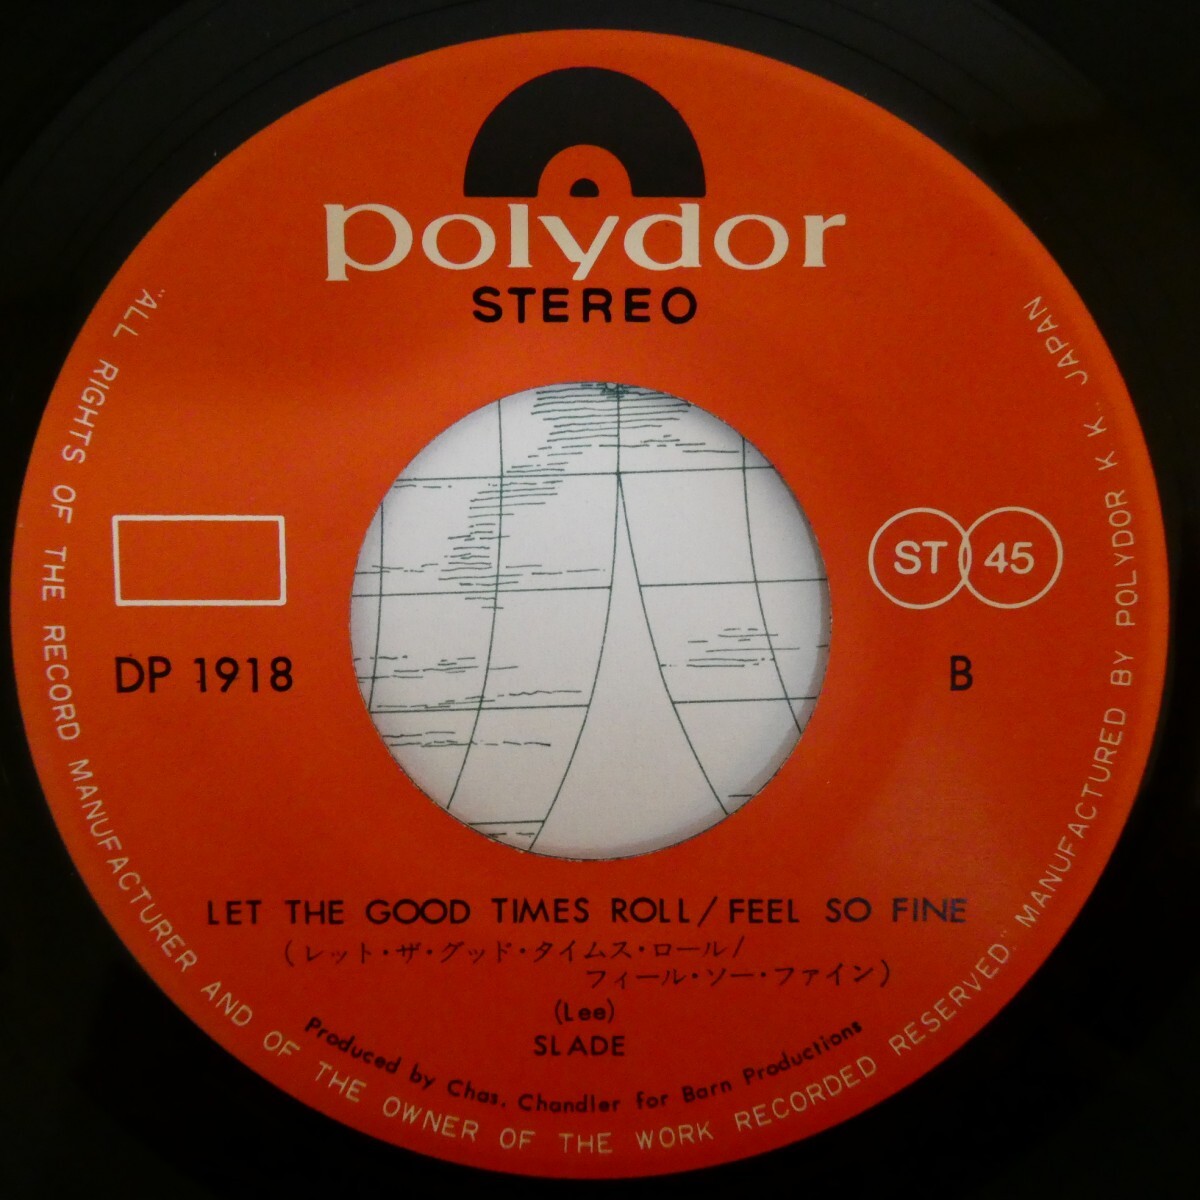 polydor
STEREO
ST 45
DP 1918
B
LET THE GOOD TIMES ROLL/FEEL SO FINE
(レット・ザ・グッド・タイムス・ロール/
フィール・ソー・ファイン)
(Lee)
SLADE
Produced by Chas. Chandler for Barn Productions
"ALL RIGHTS OF THE RECORD MANUFACTURER AND OF THE OWNER OF THE WORK RECORDED RESERVED." MANUFACTURED BY POLYDOR K.K., JAPAN